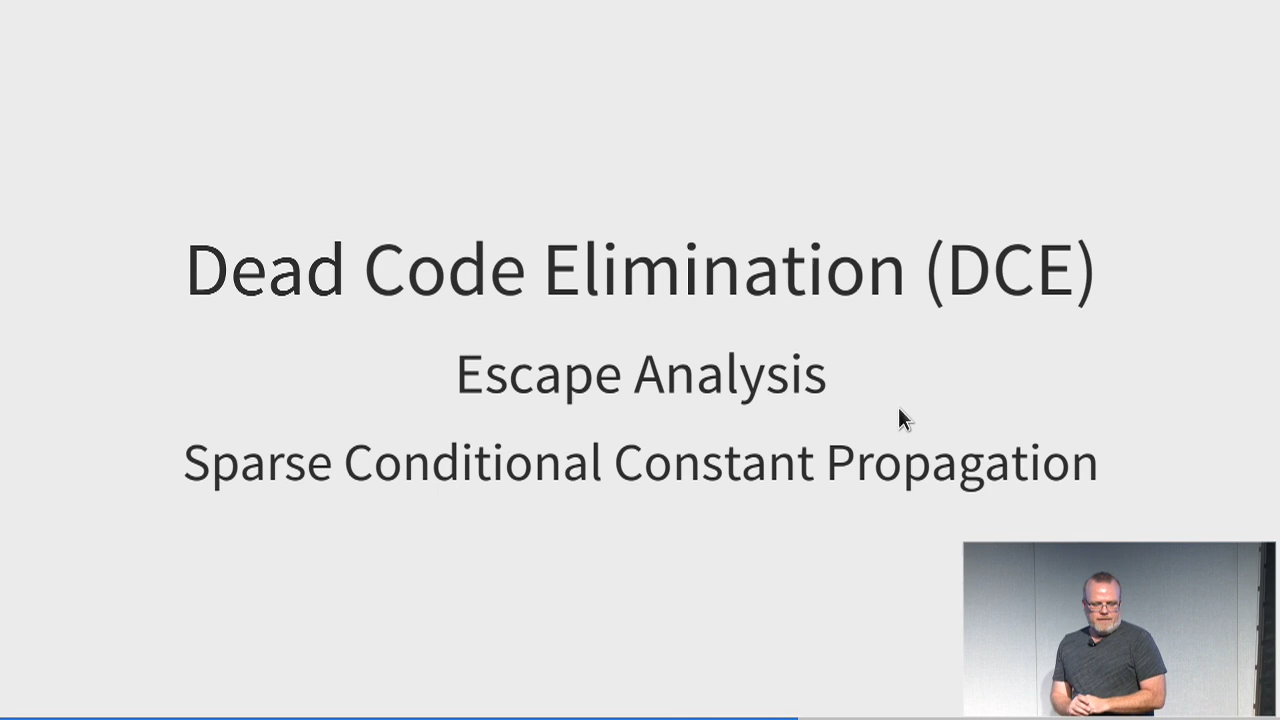 Dead Code Elimination (DCE)
Escape Analysis
Sparse Conditional Constant Propagation